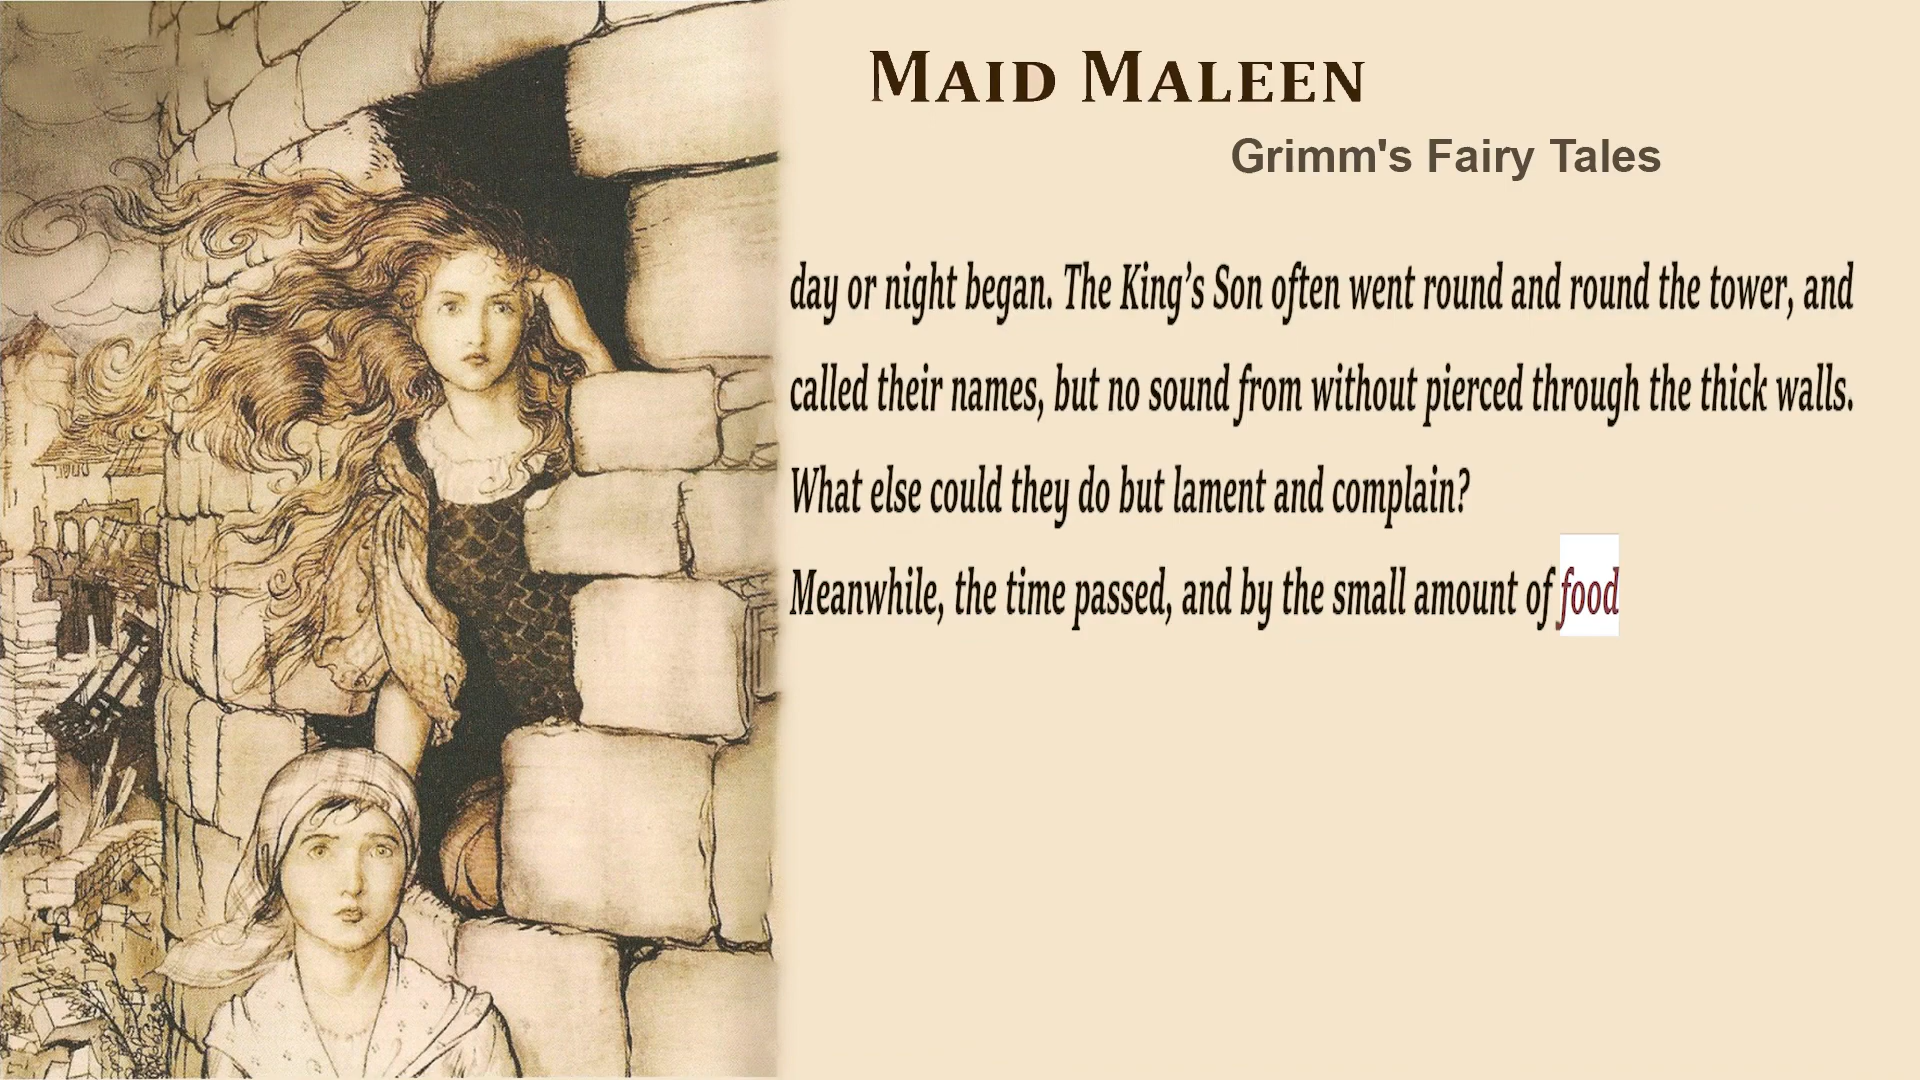 Maid Maleen
Grimm's Fairy Tales
day or night began. The King’s Son often went round and round the tower, and
called their names, but no sound from without pierced through the thick walls.
What else could they do but lament and complain?
Meanwhile, the time passed, and by the small amount of food